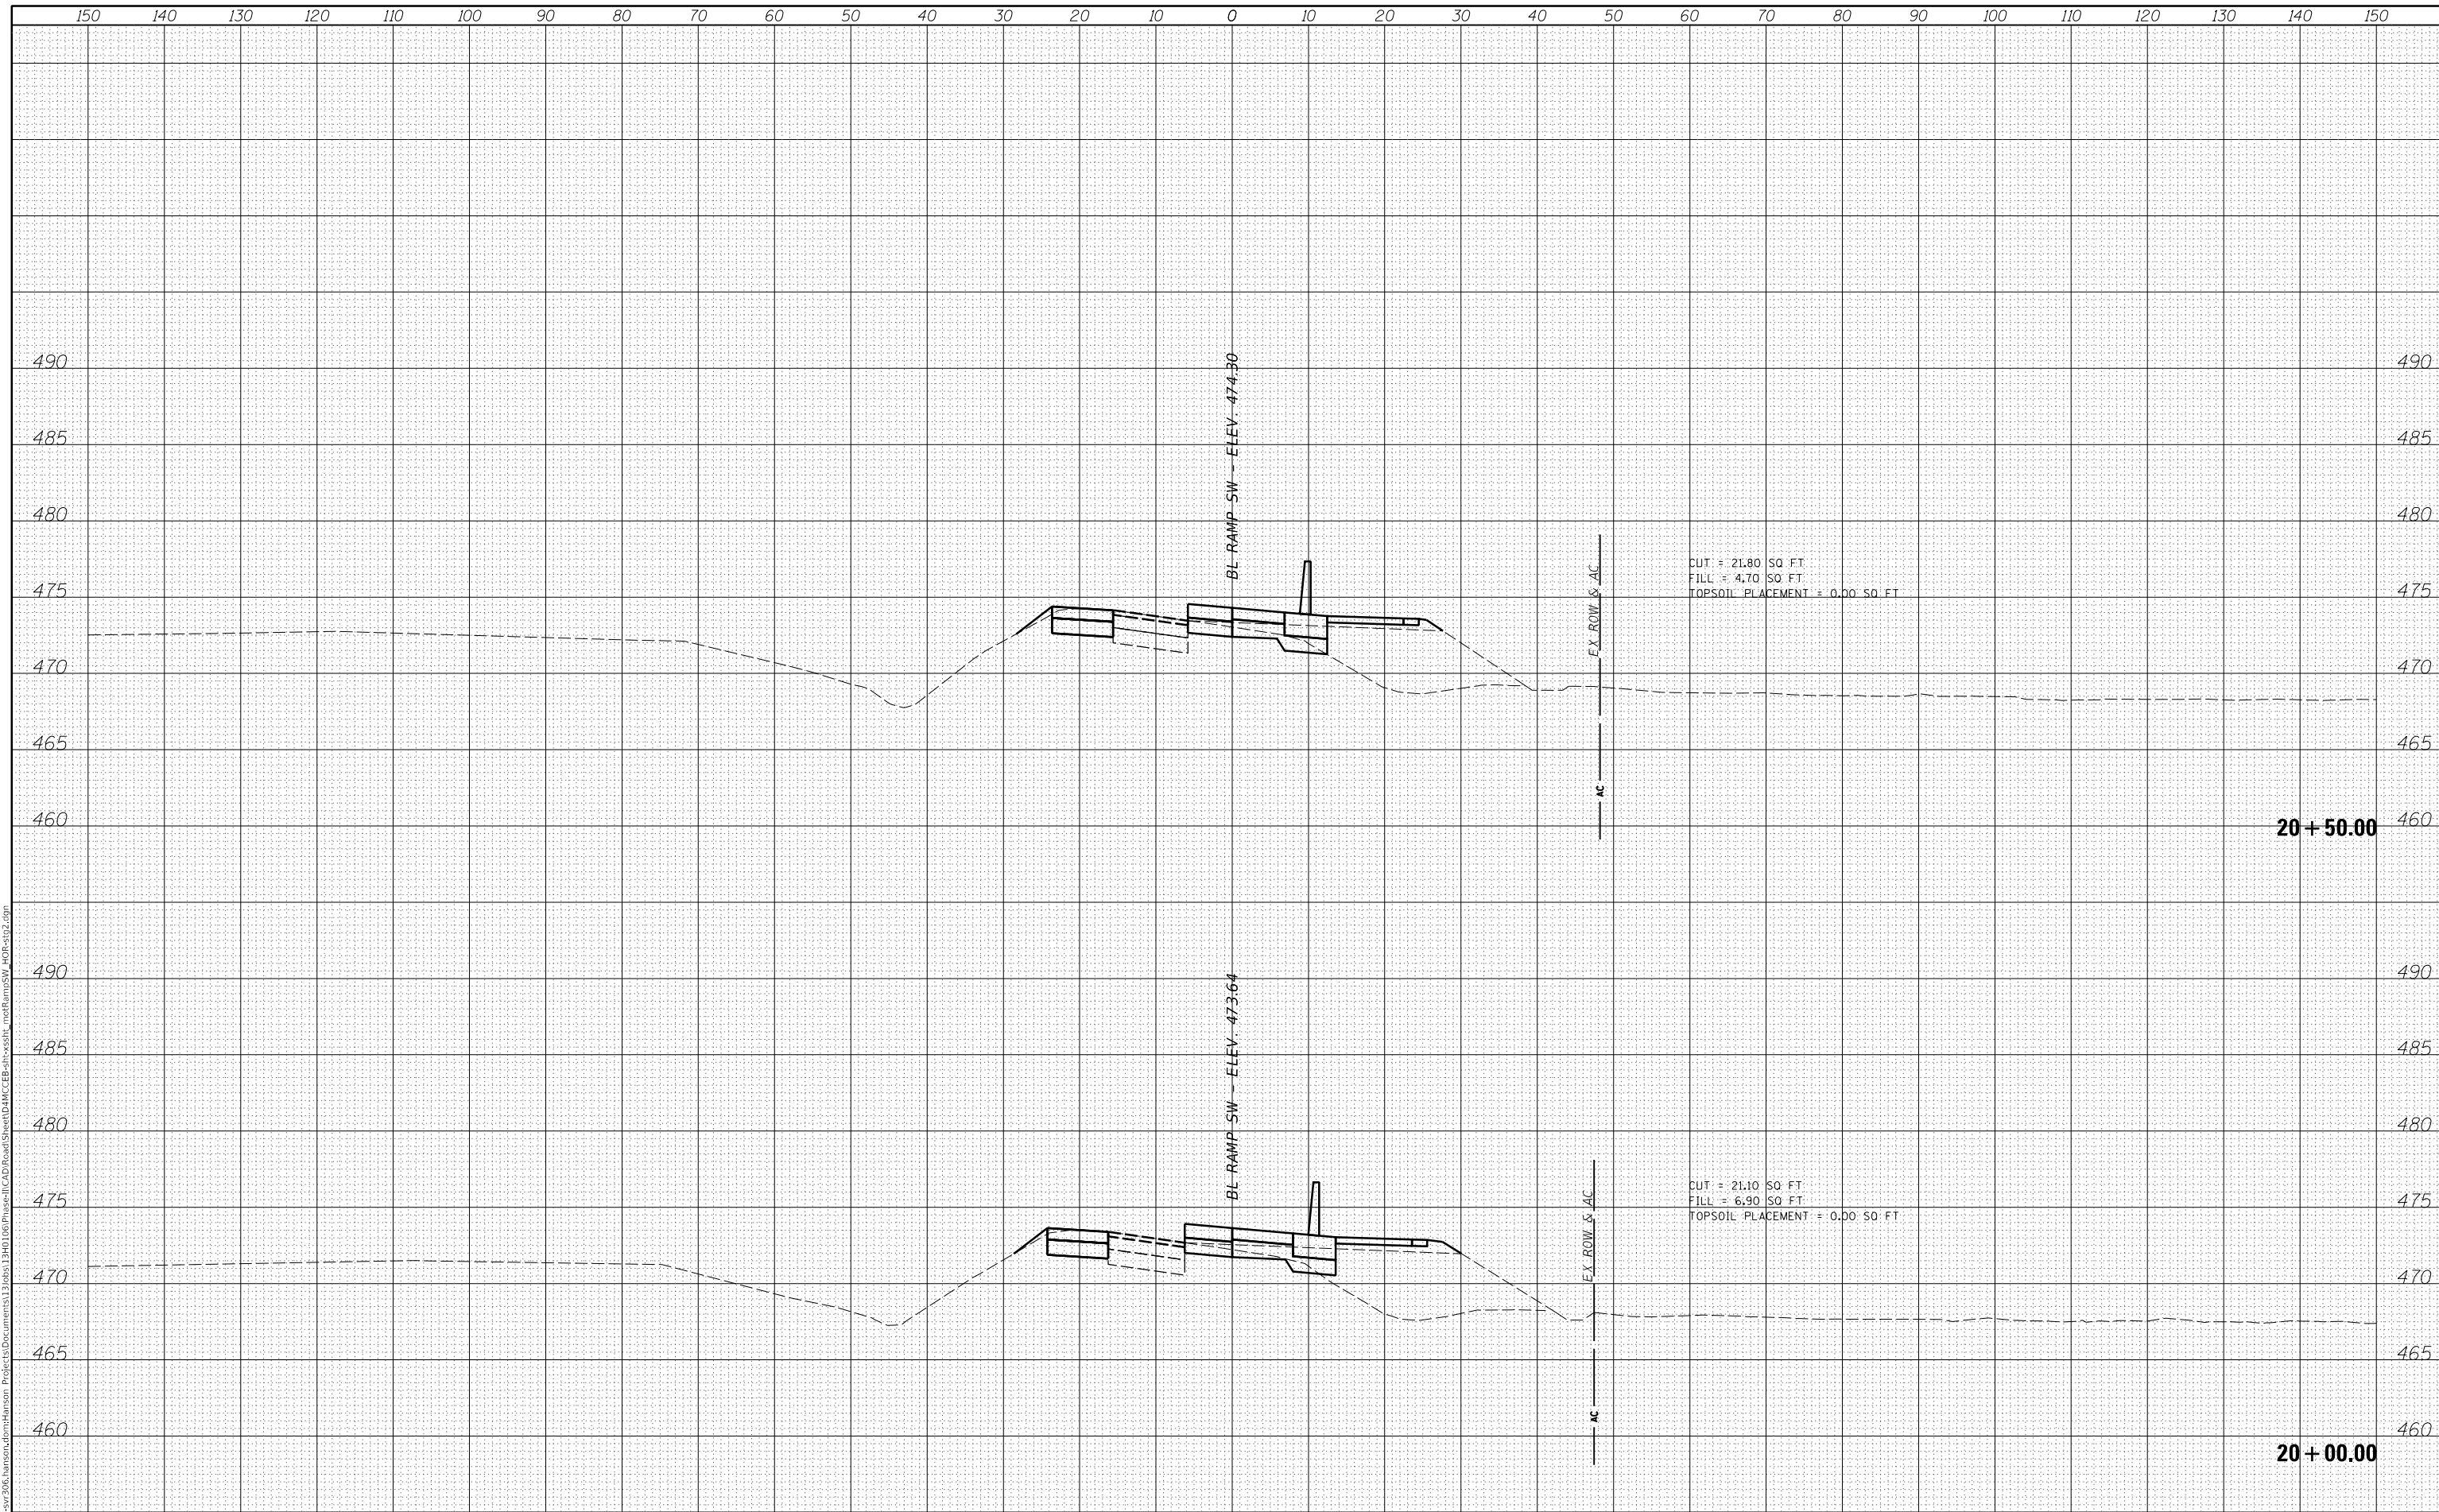 150 140 130 120 110 100 90 80 70 60 50 40 30 20 10 0 10 20 30 40 50 60 70 80 90 100 110 120 130 140 150
490 490
485 485
480 480
475 475
470 470
465 465
460 460
BL RAMP SW - ELEV. 474.30
EX ROW & AC
AC
CUT = 21.80 SQ FT
FILL = 4.70 SQ FT
TOPSOIL PLACEMENT = 0.00 SQ FT
20+50.00
490 490
485 485
480 480
475 475
470 470
465 465
460 460
BL RAMP SW - ELEV. 473.64
EX ROW & AC
AC
CUT = 21.10 SQ FT
FILL = 6.90 SQ FT
TOPSOIL PLACEMENT = 0.00 SQ FT
20+00.00